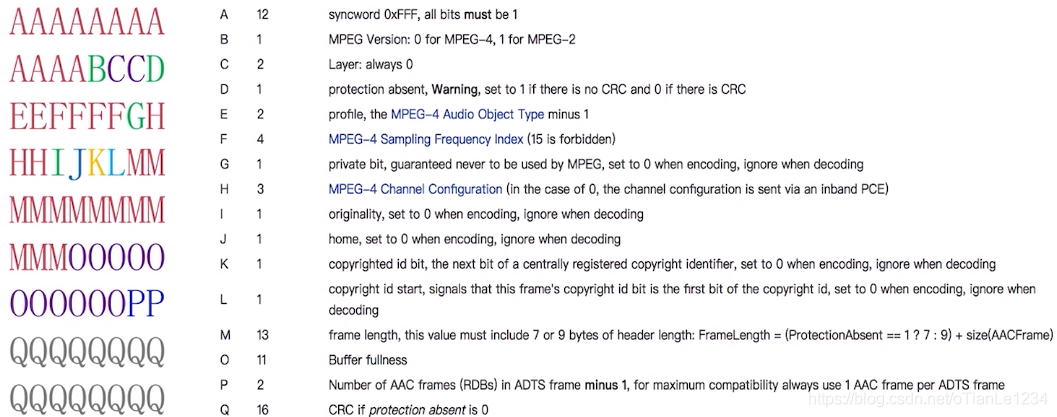 AAAAAAAA
AAAABCCD
EEFFFFGH
HHIJKLMM
MMMMMMMM
MMMOOOOO
OOOOOOPP
QQQQQQQQ
QQQQQQQQ
A 12 syncword 0xFFF, all bits must be 1
B 1 MPEG Version: 0 for MPEG-4, 1 for MPEG-2
C 2 Layer: always 0
D 1 protection absent, Warning, set to 1 if there is no CRC and 0 if there is CRC
E 2 profile, the MPEG-4 Audio Object Type minus 1
F 4 MPEG-4 Sampling Frequency Index (15 is forbidden)
G 1 private bit, guaranteed never to be used by MPEG, set to 0 when encoding, ignore when decoding
H 3 MPEG-4 Channel Configuration (in the case of 0, the channel configuration is sent via an inband PCE)
I 1 originality, set to 0 when encoding, ignore when decoding
J 1 home, set to 0 when encoding, ignore when decoding
K 1 copyrighted id bit, the next bit of a centrally registered copyright identifier, set to 0 when encoding, ignore when decoding
L 1 copyright id start, signals that this frame's copyright id bit is the first bit of the copyright id, set to 0 when encoding, ignore when
decoding
M 13 frame length, this value must include 7 or 9 bytes of header length: FrameLength = (ProtectionAbsent == 1 ? 7 : 9) + size(AACFrame)
O 11 Buffer fullness
P 2 Number of AAC frames (RDBs) in ADTS frame minus 1, for maximum compatibility always use 1 AAC frame per ADTS frame
Q 16 CRC if protection absent is 0
https://blog.csdn.net/oTianLe1234